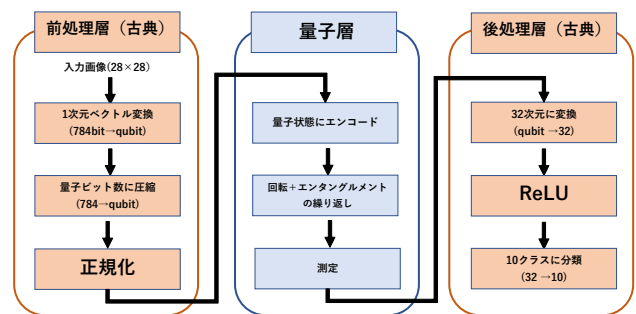 前処理層（古典）
入力画像(28×28)
1次元ベクトル変換
(784bit→qubit)
量子ビット数に圧縮
(784→qubit)
正規化
量子層
量子状態にエンコード
回転＋エンタングルメント
の繰り返し
測定
後処理層（古典）
32次元に変換
(qubit →32)
ReLU
10クラスに分類
(32 →10)